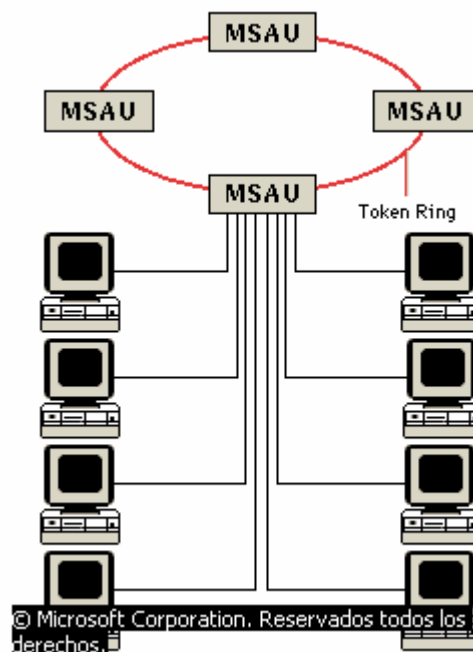 MSAU
MSAU
MSAU
MSAU
Token Ring
© Microsoft Corporation. Reservados todos los
derechos.